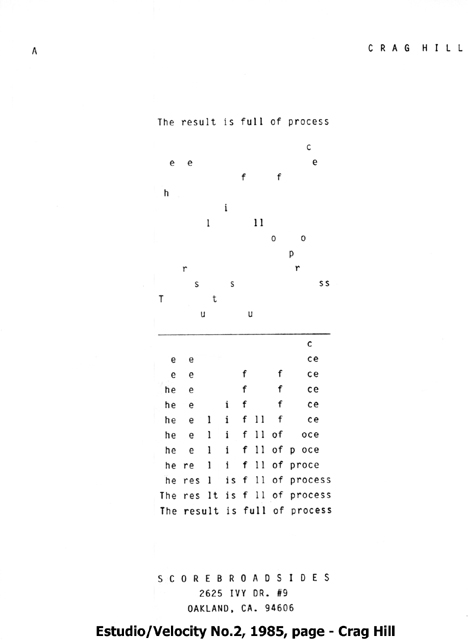 A                                        C R A G   H I L L
The result is full of process
                         c
  e  e                    e
              f     f
 h
           i
        l       ll
                   o    o
                      p
    r                  r
      s     s              ss
T        t
       u       u
                         c
  e  e                   ce
  e  e        f     f    ce
 he  e        f     f    ce
 he  e     i  f     f    ce
 he  e  l  i  f ll  f    ce
 he  e  l  i  f ll of   oce
 he  e  l  i  f ll of p oce
 he re  l  i  f ll of proce
 he res l  is f ll of process
The res lt is f ll of process
The result is full of process
S C O R E B R O A D S I D E S
2625 IVY DR. #9
OAKLAND, CA. 94606
Estudio/Velocity No.2, 1985, page - Crag Hill